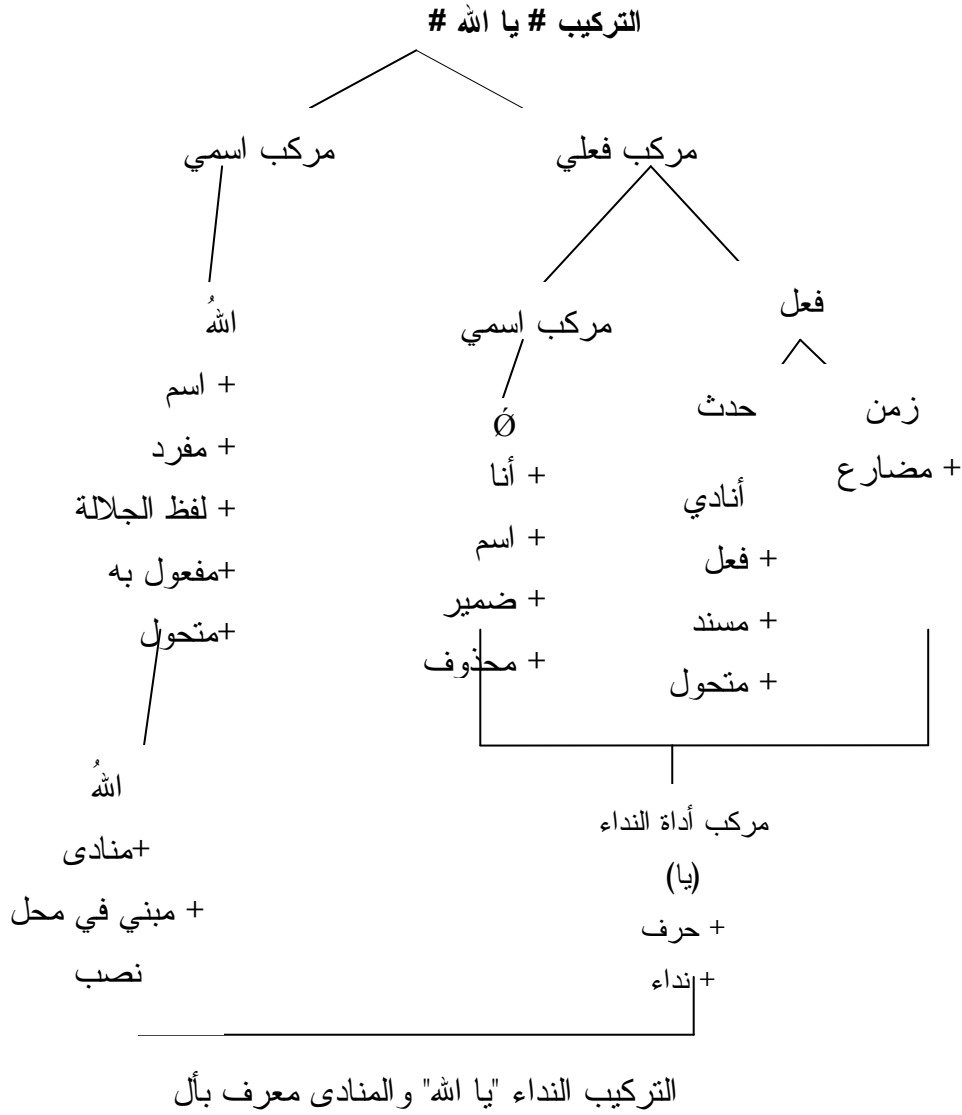 التركيب # يا الله #
مركب فعلي
مركب اسمي
فعل
مركب اسمي
اللهُ
زمن
حدث
Ǿ
+ اسم
+ مضارع
أنادي
+ أنا
+ مفرد
+ فعل
+ اسم
+ لفظ الجلالة
+ مسند
+ ضمير
+مفعول به
+ متحول
+ محذوف
+متحول
مركب أداة النداء
اللهُ
(يا)
+منادى
+ حرف
+ مبني في محل
+ نداء
نصب
التركيب النداء "يا الله" والمنادى معرف بأل